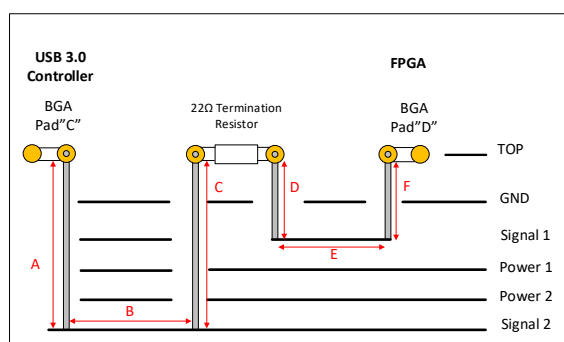 USB 3.0
Controller
FPGA
BGA
Pad"C"
22Ω Termination
Resistor
BGA
Pad"D"
TOP
C
D
F
GND
Signal 1
E
A
Power 1
Power 2
B
Signal 2